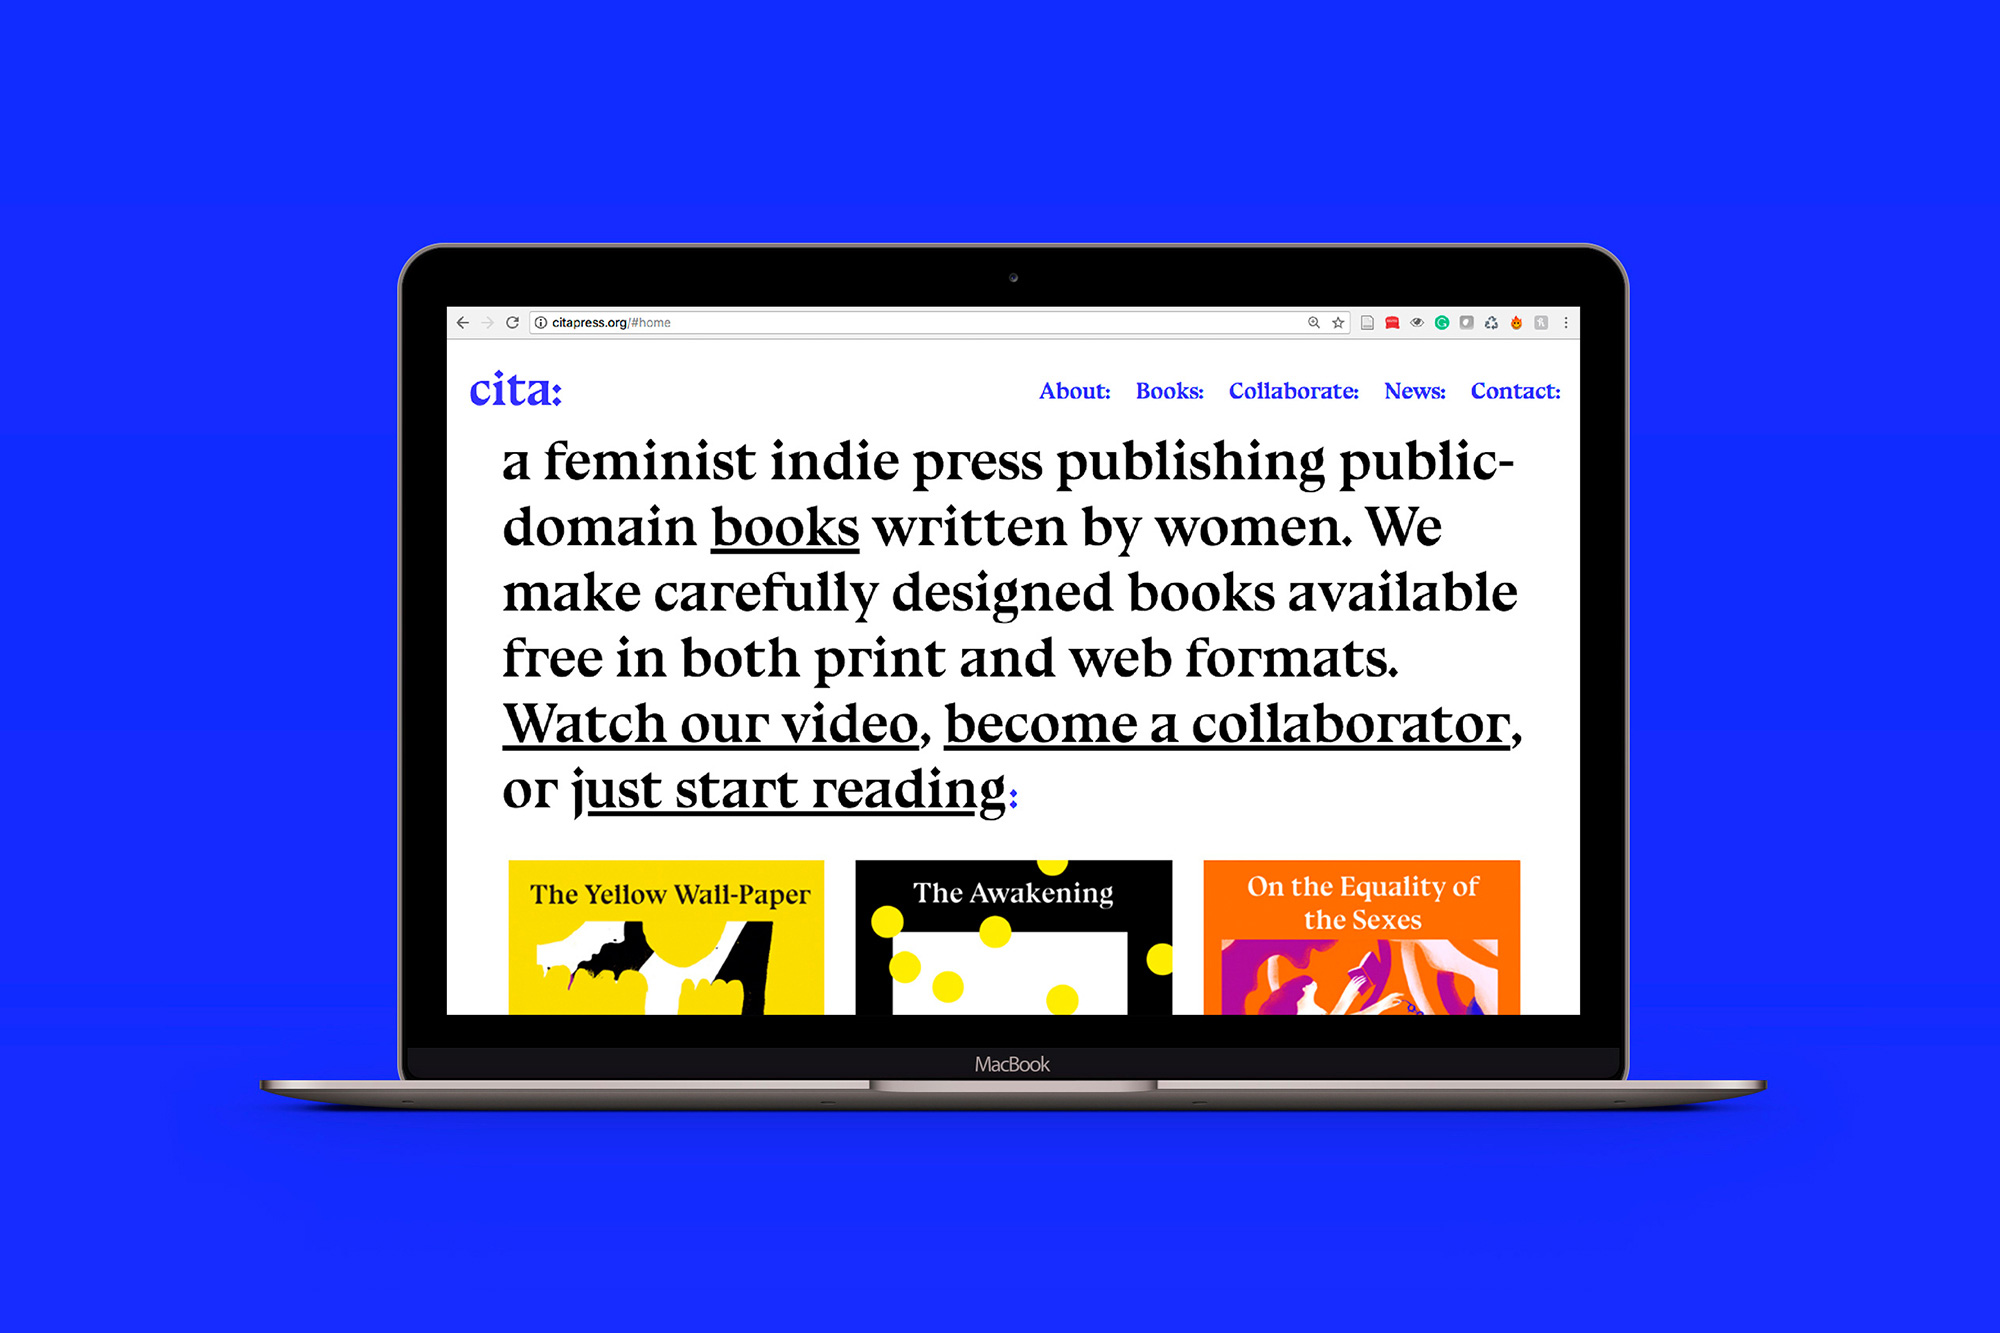 citapress.org/#home
cita:
About: Books: Collaborate: News: Contact:
a feminist indie press publishing public-
domain books written by women. We
make carefully designed books available
free in both print and web formats.
Watch our video, become a collaborator,
or just start reading:
The Yellow Wall-Paper
The Awakening
On the Equality of
the Sexes
MacBook